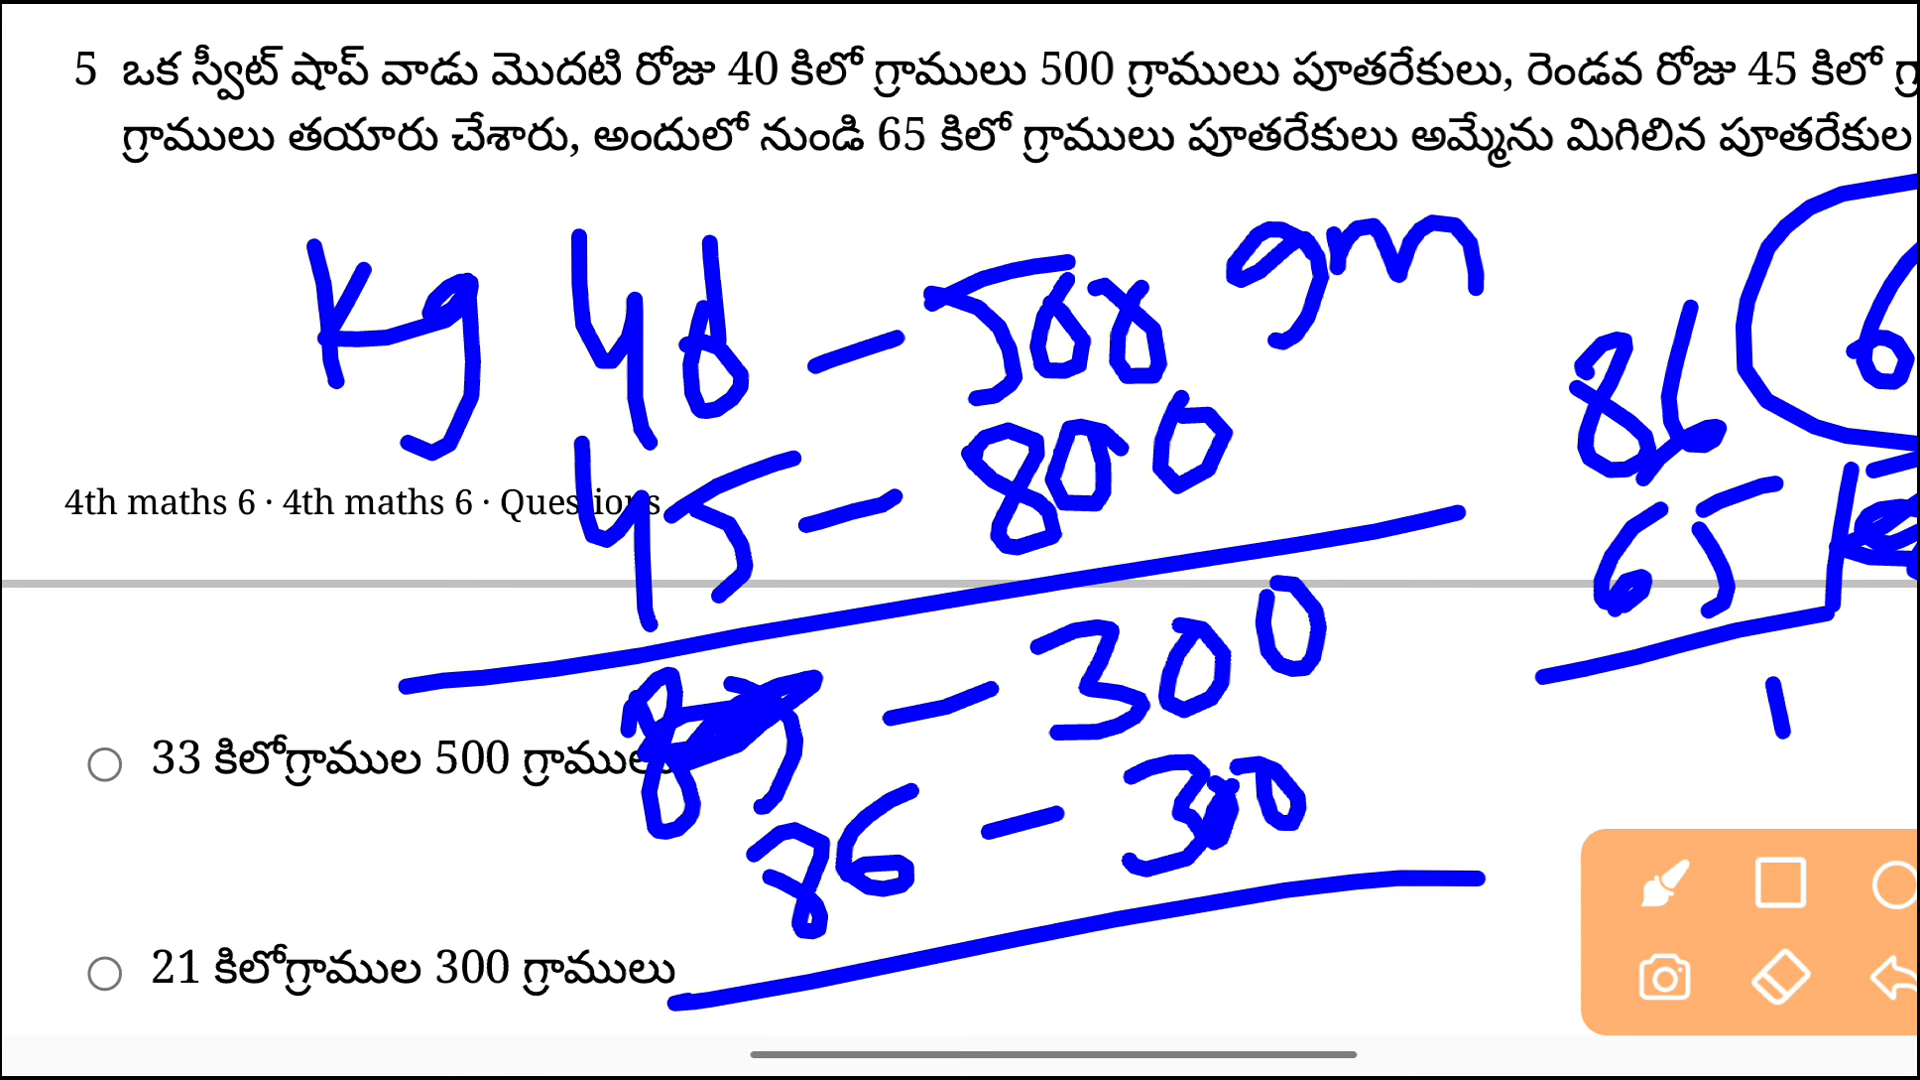 5 ఒక స్వీట్ షాప్ వాడు మొదటి రోజు 40 కిలో గ్రాములు 500 గ్రాములు పూతరేకులు, రెండవ రోజు 45 కిలో
గ్రాములు తయారు చేశారు, అందులో నుండి 65 కిలో గ్రాములు పూతరేకులు అమ్మేను మిగిలిన పూతరేకుల
Kg 40 - 500 gm
45 - 800
86
65
4th maths 6 · 4th maths 6 · Questions
- 300
33 కిలోగ్రాముల 500 గ్రాములు
86 - 300
1
21 కిలోగ్రాముల 300 గ్రాములు